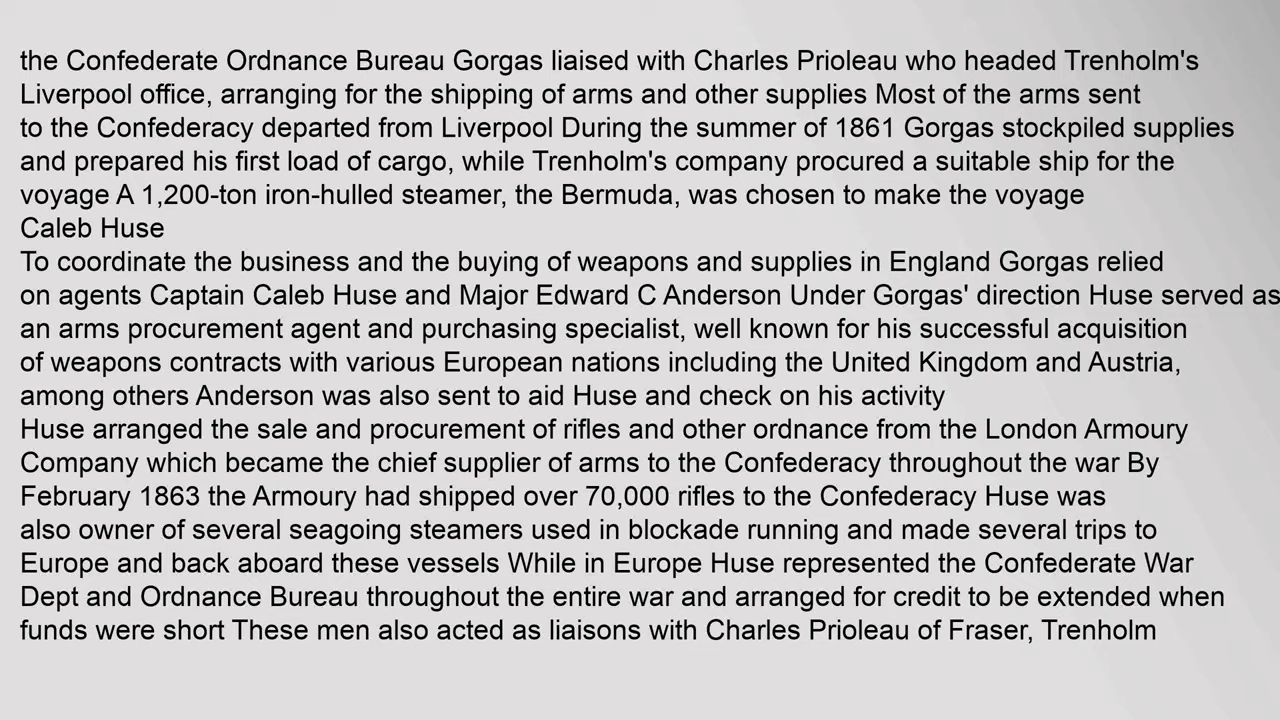 the Confederate Ordnance Bureau Gorgas liaised with Charles Prioleau who headed Trenholm's
Liverpool office, arranging for the shipping of arms and other supplies Most of the arms sent
to the Confederacy departed from Liverpool During the summer of 1861 Gorgas stockpiled supplies
and prepared his first load of cargo, while Trenholm's company procured a suitable ship for the
voyage A 1,200-ton iron-hulled steamer, the Bermuda, was chosen to make the voyage
Caleb Huse
To coordinate the business and the buying of weapons and supplies in England Gorgas relied
on agents Captain Caleb Huse and Major Edward C Anderson Under Gorgas' direction Huse served as
an arms procurement agent and purchasing specialist, well known for his successful acquisition
of weapons contracts with various European nations including the United Kingdom and Austria,
among others Anderson was also sent to aid Huse and check on his activity
Huse arranged the sale and procurement of rifles and other ordnance from the London Armoury
Company which became the chief supplier of arms to the Confederacy throughout the war By
February 1863 the Armoury had shipped over 70,000 rifles to the Confederacy Huse was
also owner of several seagoing steamers used in blockade running and made several trips to
Europe and back aboard these vessels While in Europe Huse represented the Confederate War
Dept and Ordnance Bureau throughout the entire war and arranged for credit to be extended when
funds were short These men also acted as liaisons with Charles Prioleau of Fraser, Trenholm